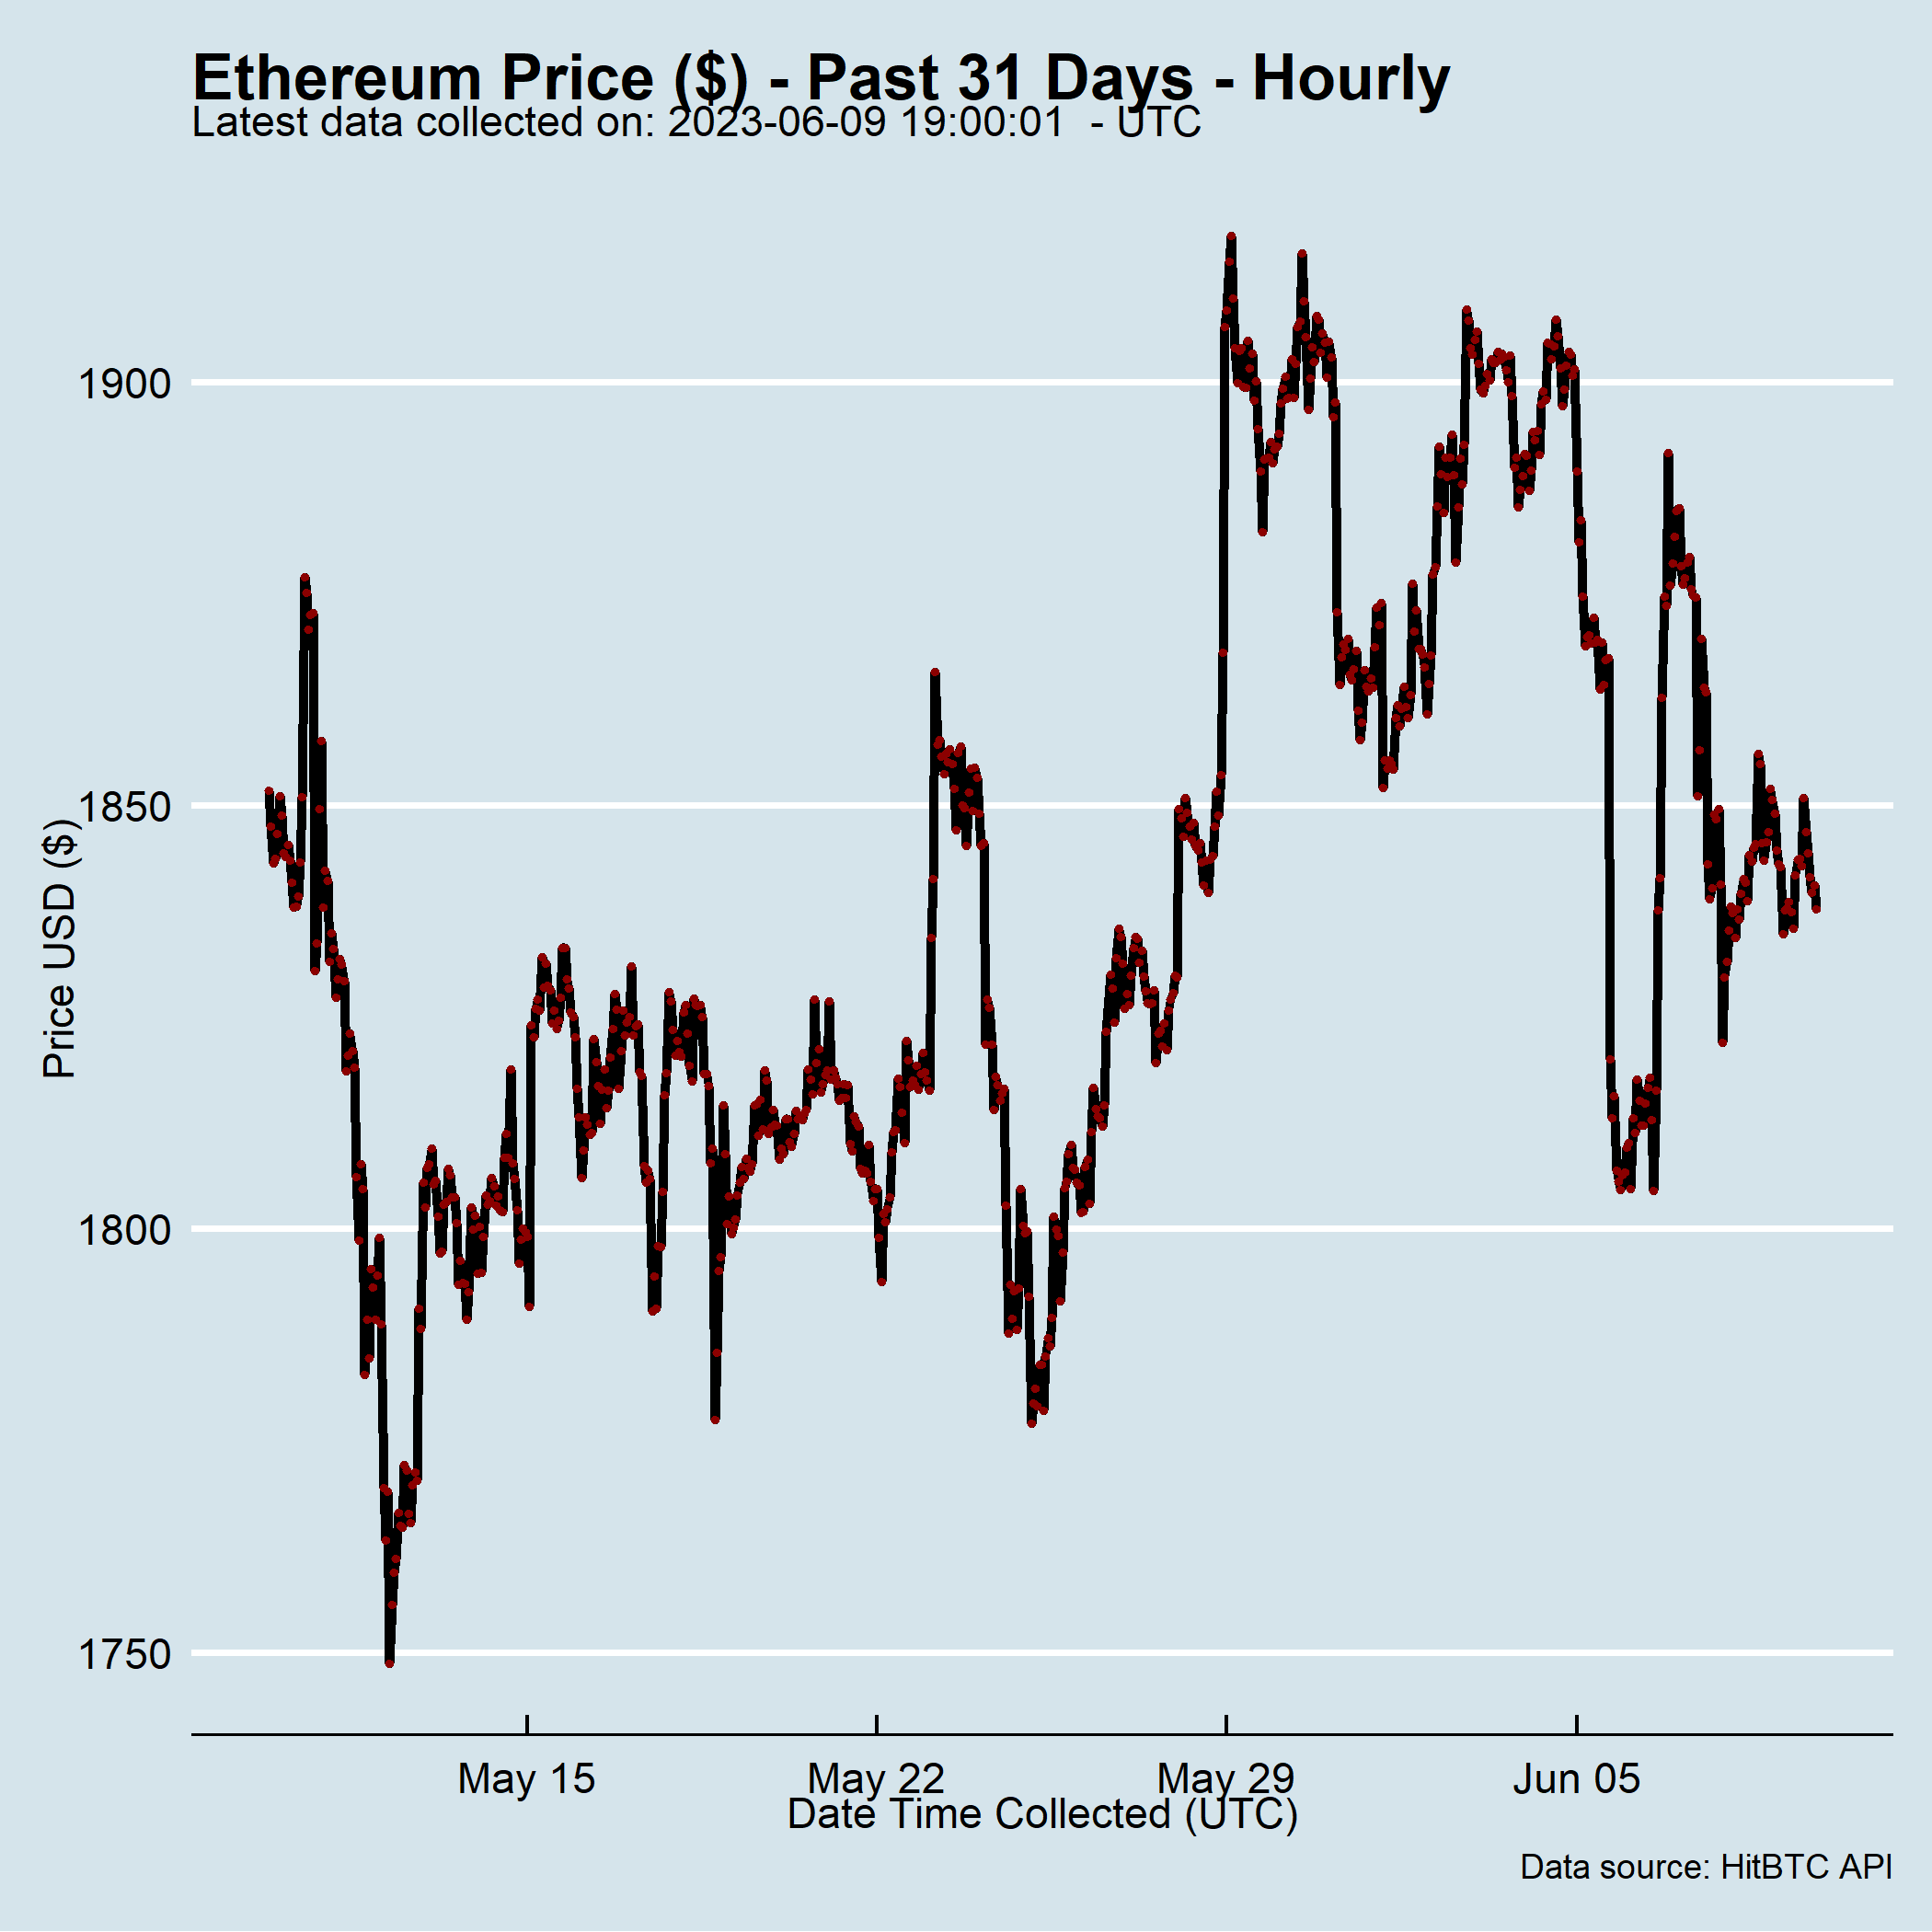 Ethereum Price ($) - Past 31 Days - Hourly
Latest data collected on: 2023-06-09 19:00:01  - UTC
Price USD ($)
1900
1850
1800
1750
May 15
May 22
May 29
Jun 05
Date Time Collected (UTC)
Data source: HitBTC API